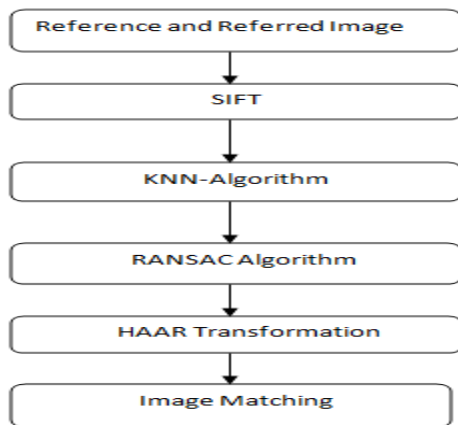 Reference and Referred Image
SIFT
KNN-Algorithm
RANSAC Algorithm
HAAR Transformation
Image Matching